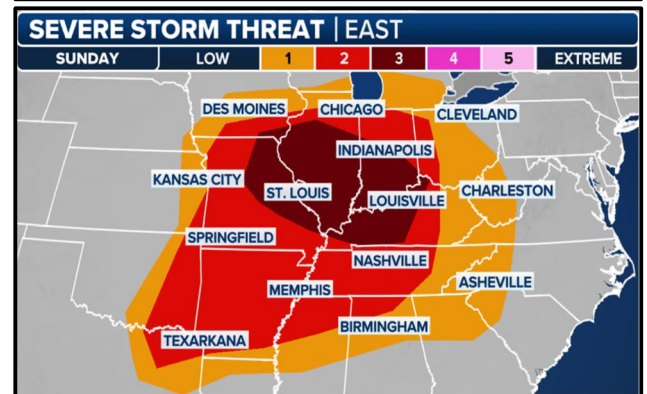 SEVERE STORM THREAT | EAST
SUNDAY LOW 1 2 3 4 5 EXTREME
DES MOINES CHICAGO CLEVELAND
INDIANAPOLIS
KANSAS CITY ST. LOUIS LOUISVILLE CHARLESTON
SPRINGFIELD
NASHVILLE
MEMPHIS ASHEVILLE
BIRMINGHAM
TEXARKANA